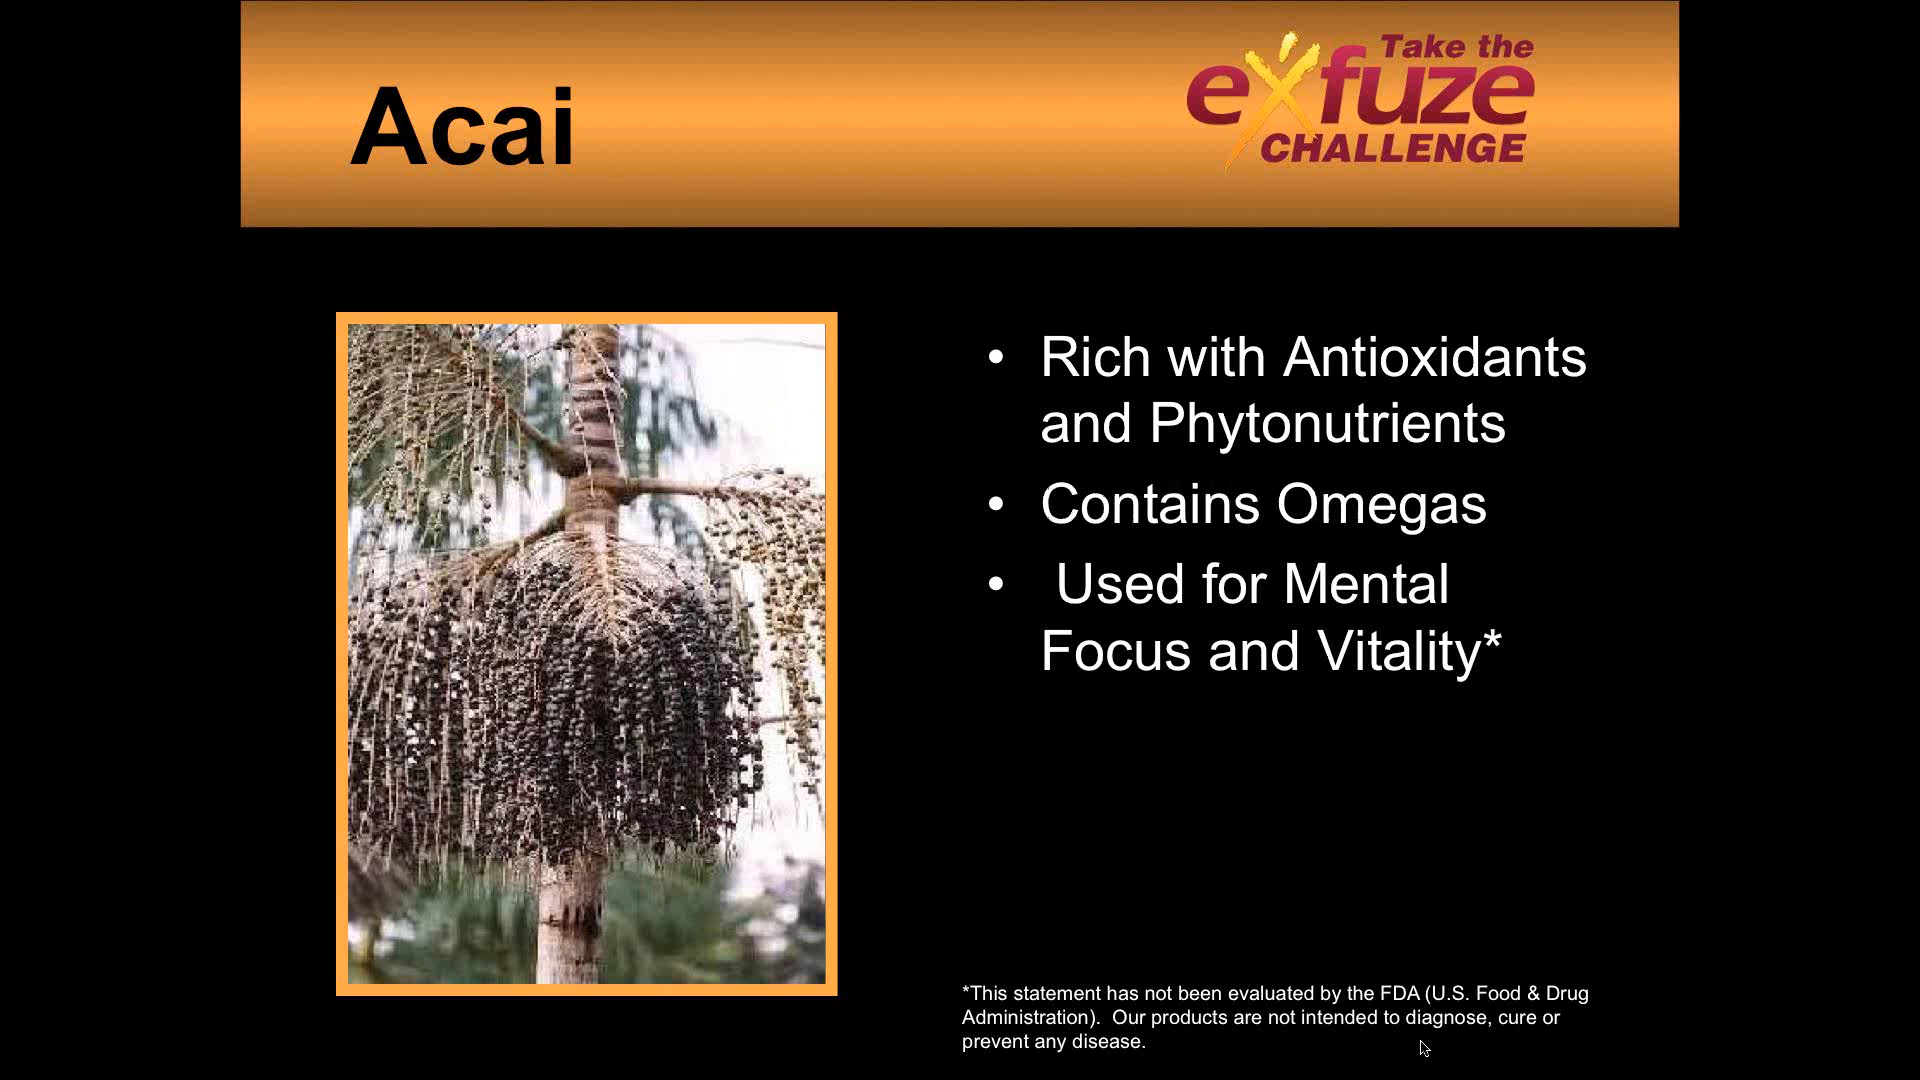 Acai
Take the
exfuze
CHALLENGE
• Rich with Antioxidants
and Phytonutrients
• Contains Omegas
• Used for Mental
Focus and Vitality*
*This statement has not been evaluated by the FDA (U.S. Food & Drug
Administration).  Our products are not intended to diagnose, cure or
prevent any disease.